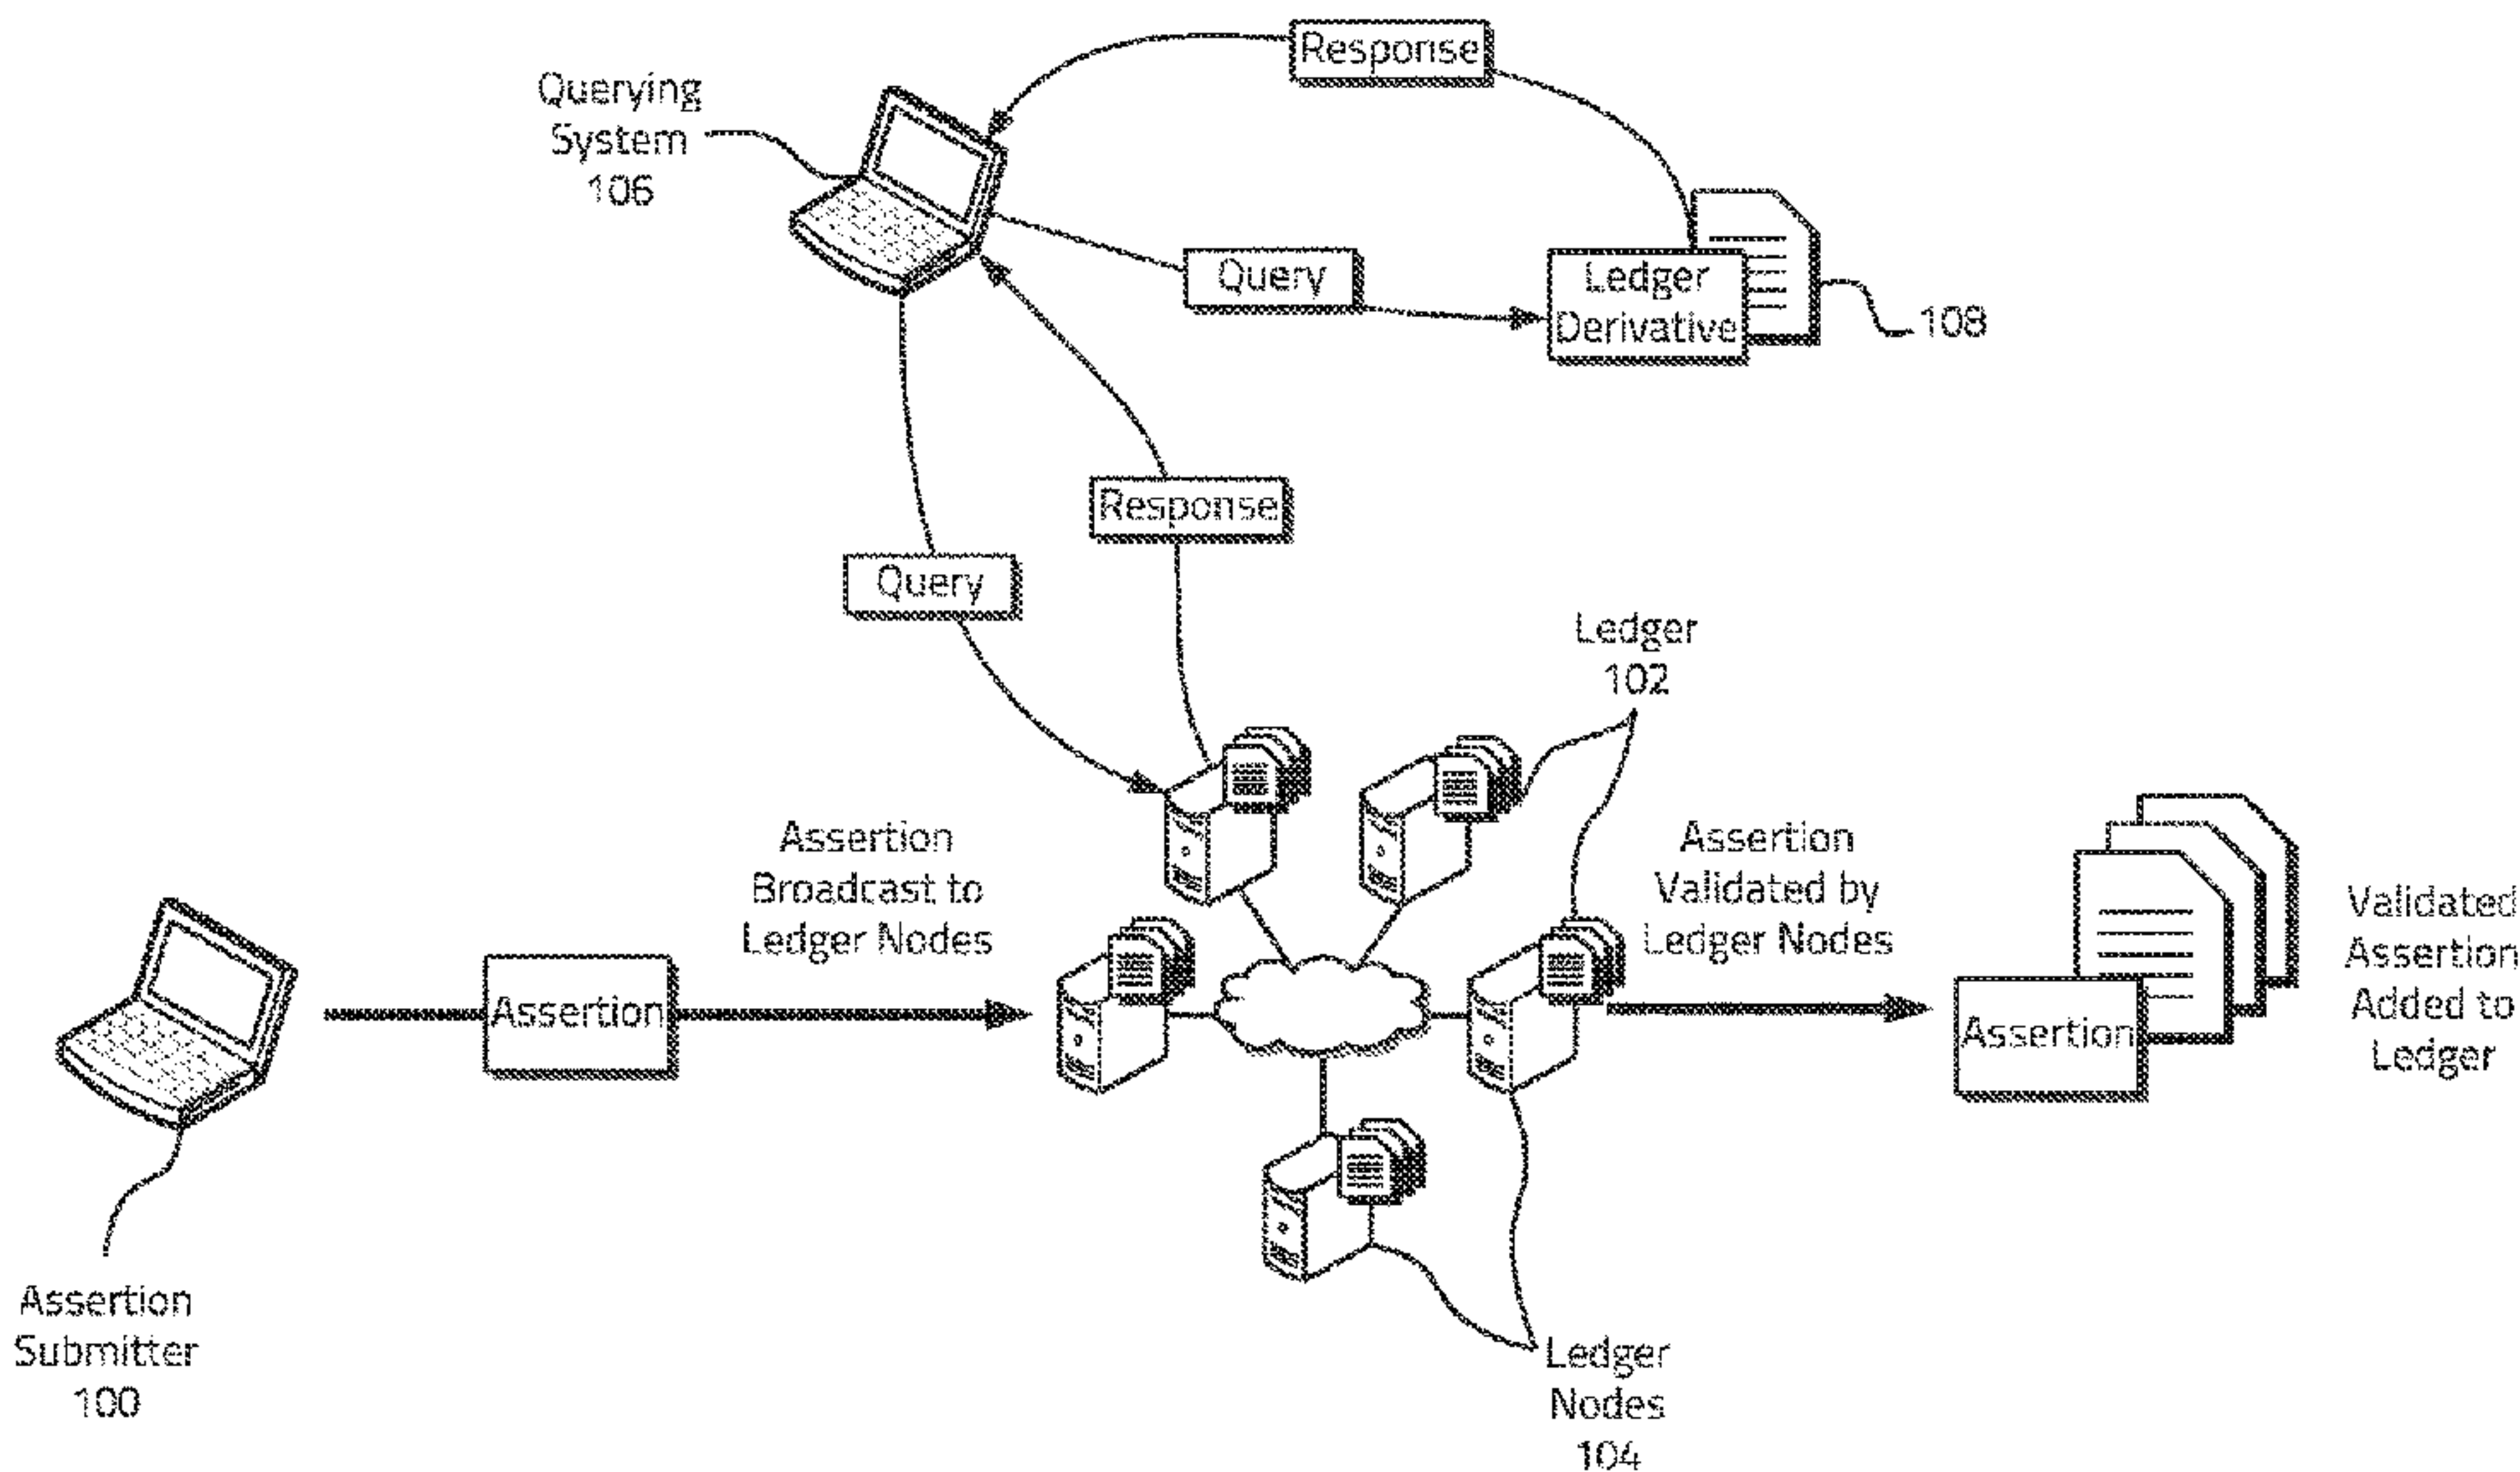 Response
Querying
System
106
Query
Ledger
Derivative
108
Response
Query
Ledger
102
Assertion
Broadcast to
Ledger Nodes
Assertion
Validated by
Ledger Nodes
Validated
Assertion
Added to
Ledger
Assertion
Assertion
Assertion
Submitter
100
Ledger
Nodes
104